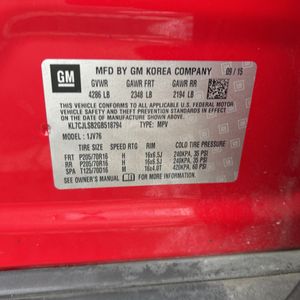 GM
MFD BY GM KOREA COMPANY 09/15
GVWR GAWR FRT GAWR RR
4286 LB 2348 LB 2194 LB
THIS VEHICLE CONFORMS TO ALL APPLICABLE U.S. FEDERAL MOTOR
VEHICLE SAFETY, BUMPER, AND THEFT PREVENTION STANDARDS IN
EFFECT ON THE DATE OF MANUFACTURE SHOWN ABOVE.
KL7CJLSB2GB518794 TYPE: MPV
MODEL: 1JV76
TIRE SIZE SPEED RTG RIM COLD TIRE PRESSURE
FRT P205/70R16 H 16x6.5J 240KPA, 35 PSI
RR P205/70R16 H 16x6.5J 240KPA, 35 PSI
SPA T125/70D16 M 16x4.0T 420KPA, 60 PSI
SEE OWNER'S MANUAL FOR MORE INFORMATION